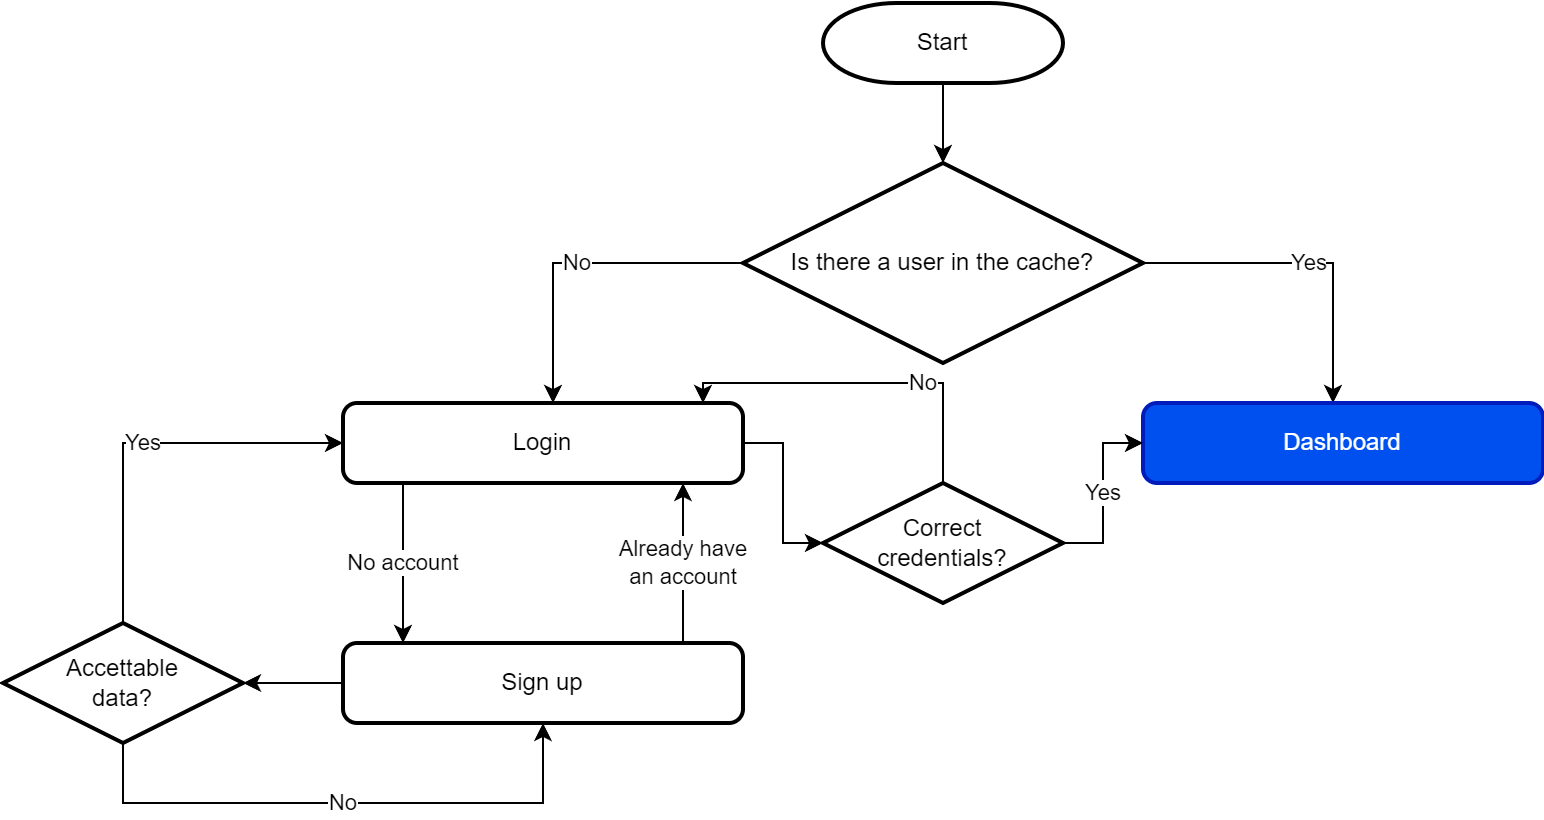 Start
Is there a user in the cache?
No
Yes
No
Login
Dashboard
Yes
Yes
Correct
credentials?
No account
Already have
an account
Accettable
data?
Sign up
No